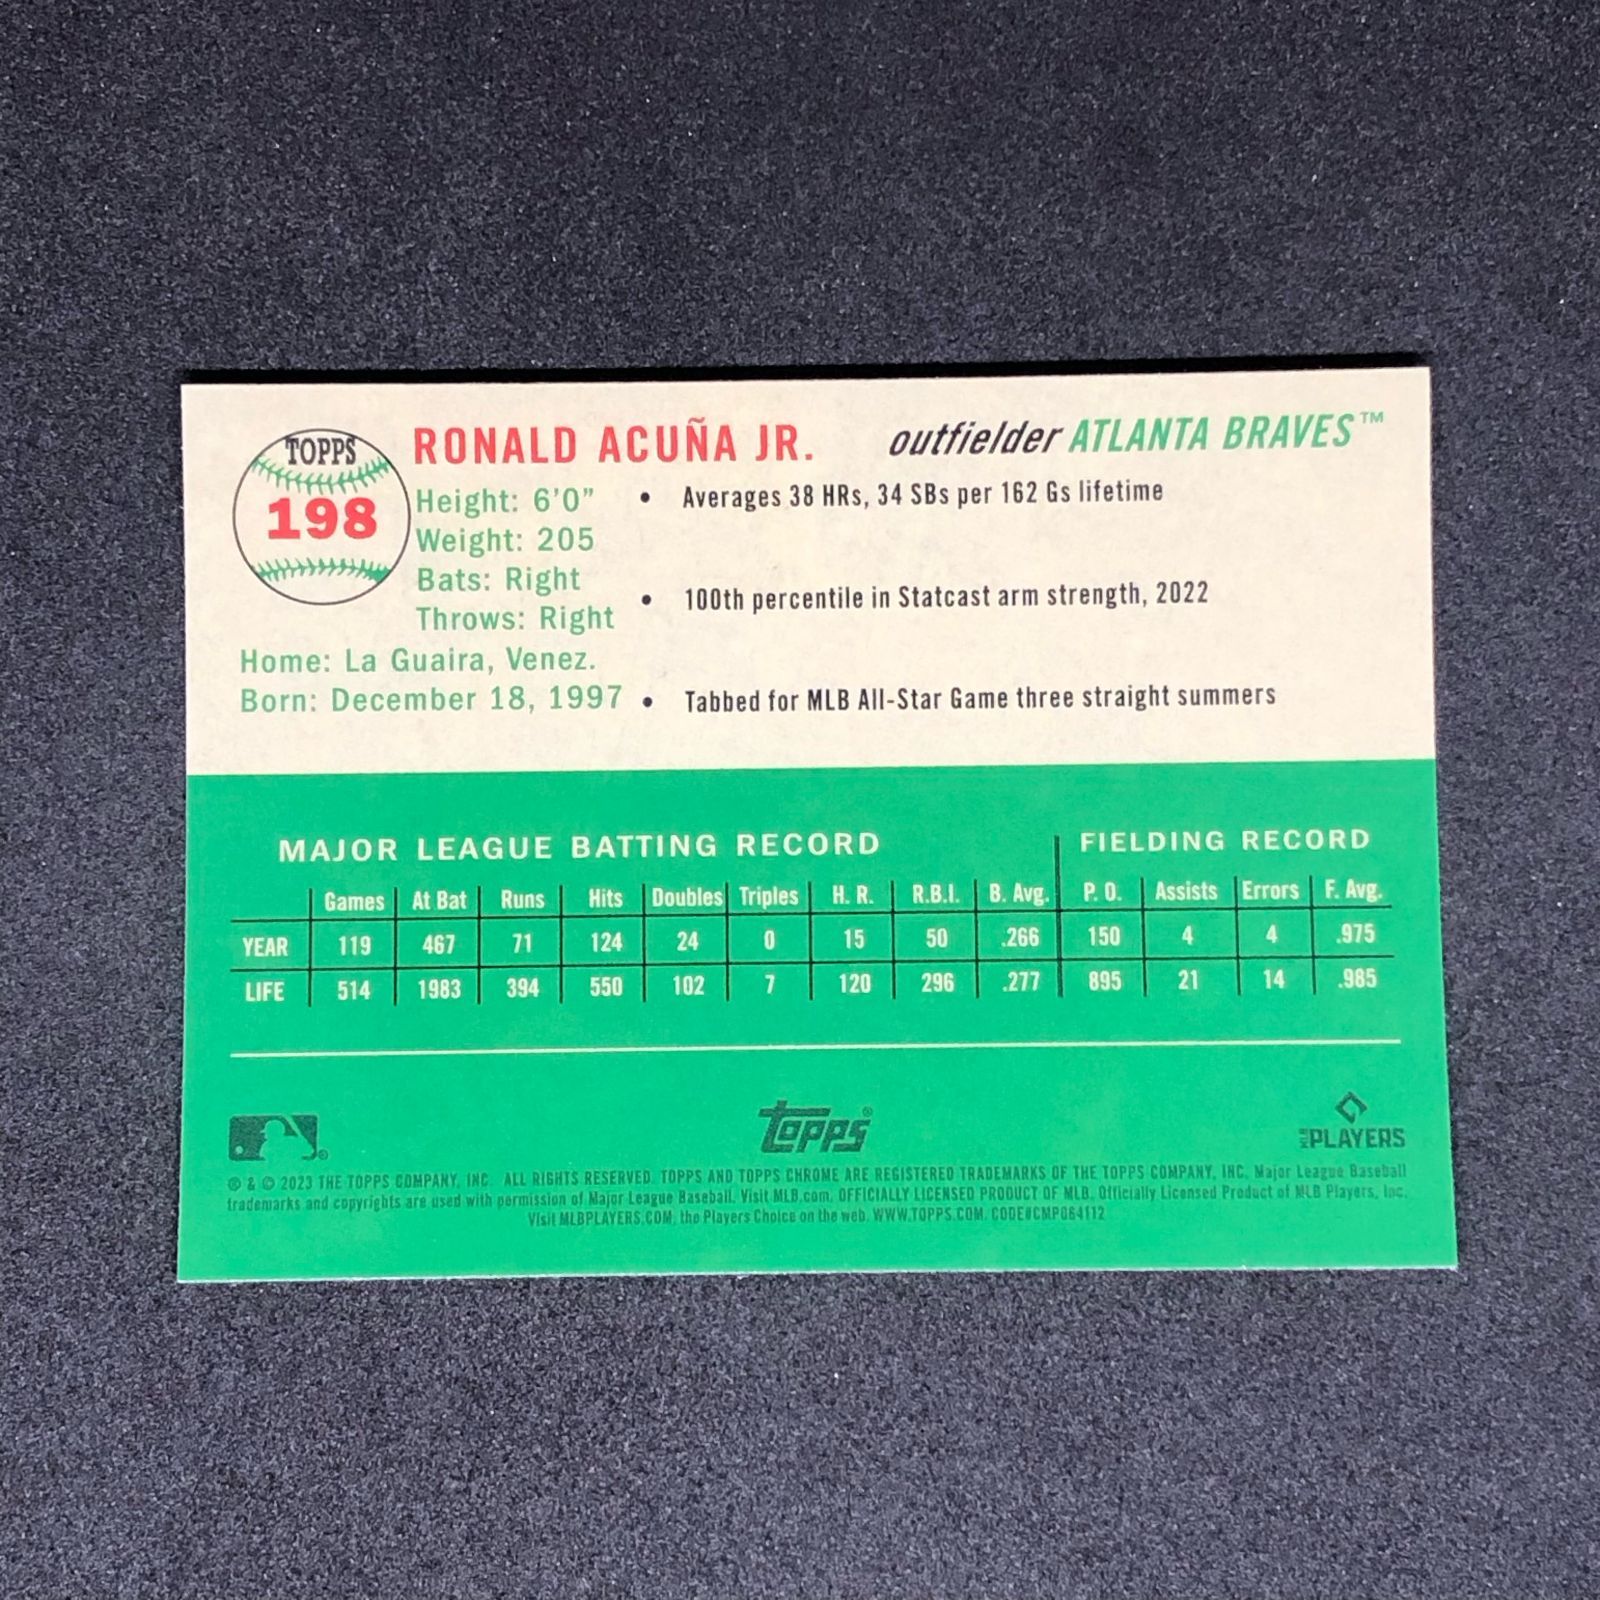 TOPPS
198
RONALD ACUÑA JR.
outfielder ATLANTA BRAVES™
Height: 6'0"
Weight: 205
Bats: Right
Throws: Right
Home: La Guaira, Venez.
Born: December 18, 1997
• Averages 38 HRs, 34 SBs per 162 Gs lifetime
• 100th percentile in Statcast arm strength, 2022
• Tabbed for MLB All-Star Game three straight summers
MAJOR LEAGUE BATTING RECORD FIELDING RECORD
Games At Bat Runs Hits Doubles Triples H. R. R.B.I. B. Avg. P. O. Assists Errors F. Avg.
YEAR 119 467 71 124 24 0 15 50 .266 150 4 4 .975
LIFE 514 1983 394 550 102 7 120 296 .277 895 21 14 .985
Topps®
MLB PLAYERS
® & © 2023 THE TOPPS COMPANY, INC. ALL RIGHTS RESERVED. TOPPS AND TOPPS CHROME ARE REGISTERED TRADEMARKS OF THE TOPPS COMPANY, INC. Major League Baseball
trademarks and copyrights are used with permission of Major League Baseball. Visit MLB.com. OFFICIALLY LICENSED PRODUCT OF MLB. Officially Licensed Product of MLB Players, Inc.
Visit MLBPLAYERS.COM, the Players Choice on the web. WWW.TOPPS.COM. CODE#CMP064112